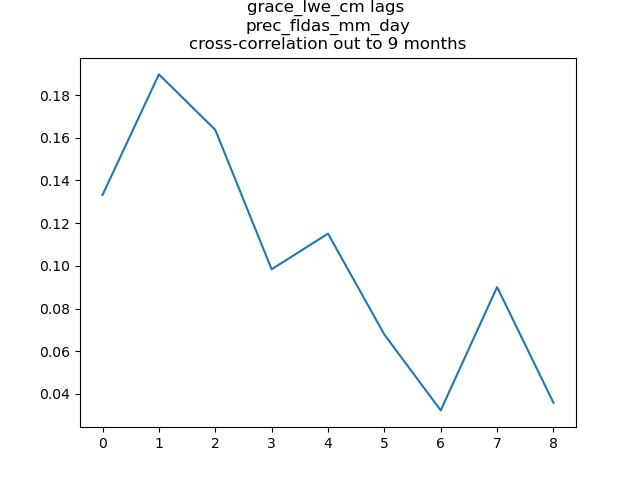 grace_lwe_cm lags
prec_fldas_mm_day
cross-correlation out to 9 months
0.18
0.16
0.14
0.12
0.10
0.08
0.06
0.04
0 1 2 3 4 5 6 7 8